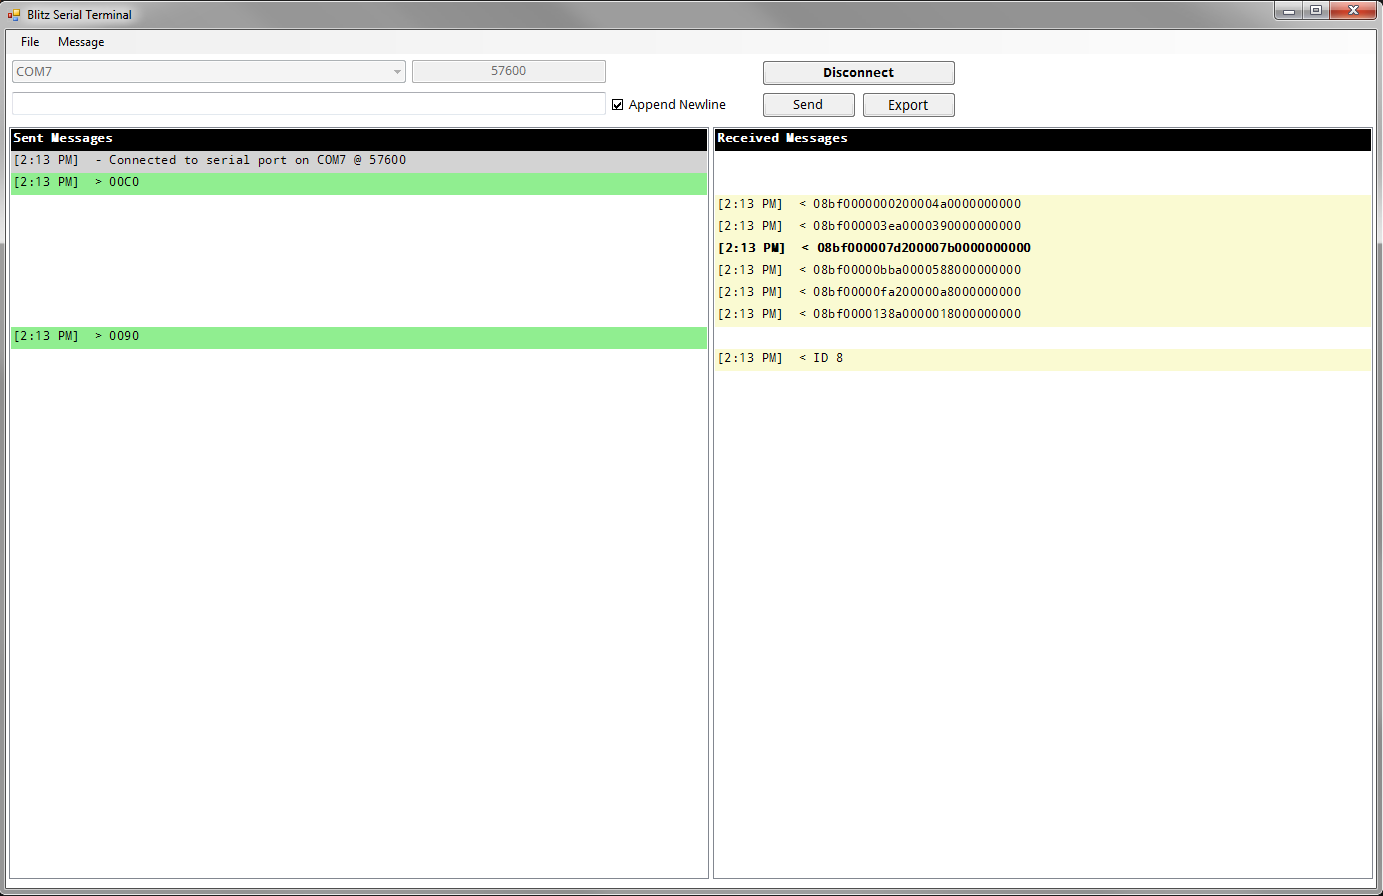 Blitz Serial Terminal
File Message
COM7 57600 Disconnect
Append Newline Send Export
Sent Messages
[2:13 PM] - Connected to serial port on COM7 @ 57600
[2:13 PM] > 00C0
[2:13 PM] > 0090
Received Messages
[2:13 PM] < 08bf0000000200004a0000000000
[2:13 PM] < 08bf000003ea0000390000000000
[2:13 PM] < 08bf000007d200007b0000000000
[2:13 PM] < 08bf00000bba0000588000000000
[2:13 PM] < 08bf00000fa200000a8000000000
[2:13 PM] < 08bf0000138a0000018000000000
[2:13 PM] < ID 8